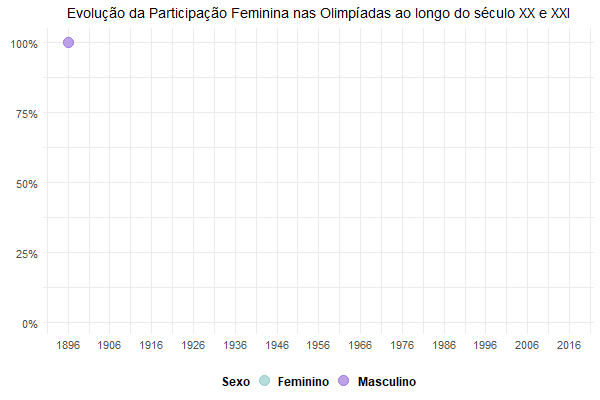 Evolução da Participação Feminina nas Olimpíadas ao longo do século XX e XXI
100%
75%
50%
25%
0%
1896 1906 1916 1926 1936 1946 1956 1966 1976 1986 1996 2006 2016
Sexo Feminino Masculino